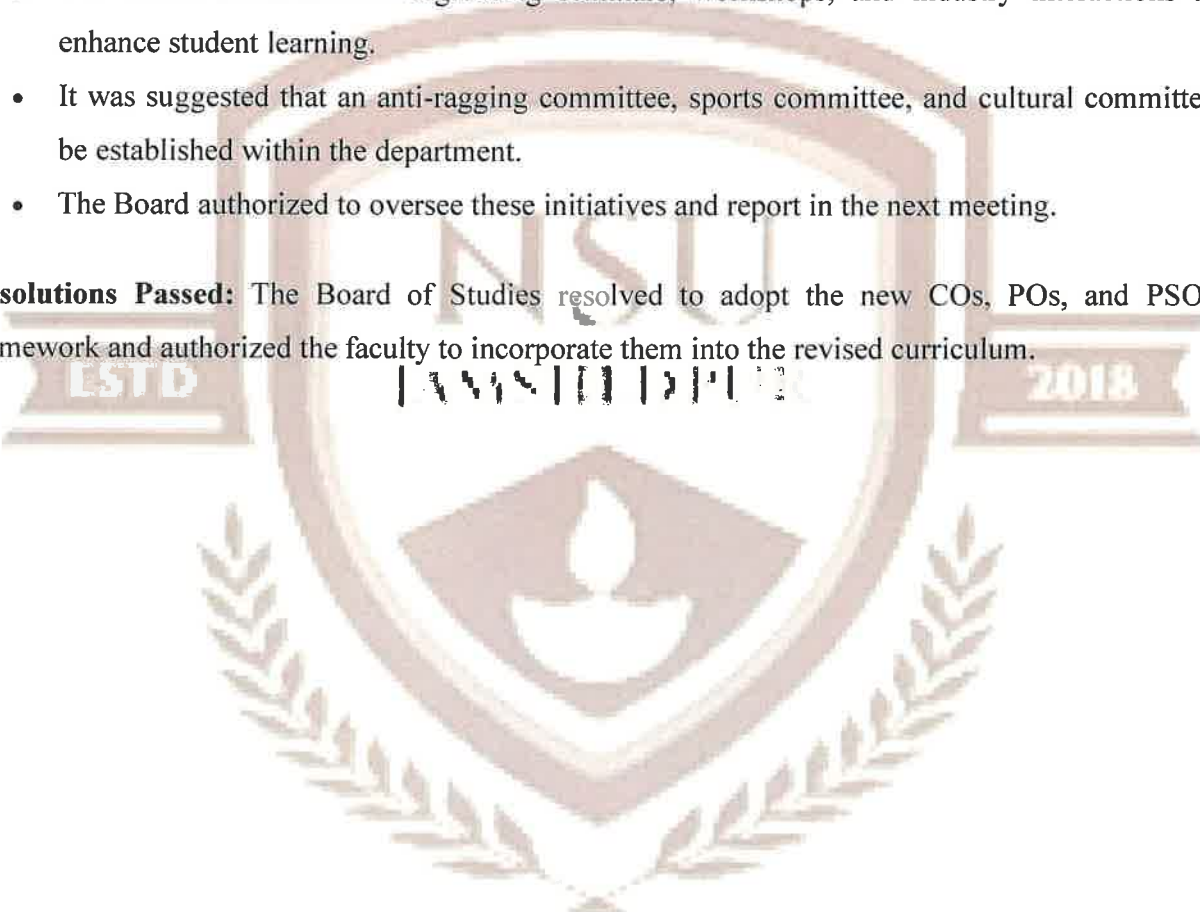 enhance student learning.
• It was suggested that an anti-ragging committee, sports committee, and cultural committe
be established within the department.
• The Board authorized to oversee these initiatives and report in the next meeting.
NSU
solutions Passed: The Board of Studies resolved to adopt the new COs, POs, and PSO
mework and authorized the faculty to incorporate them into the revised curriculum.
ESTD
2018